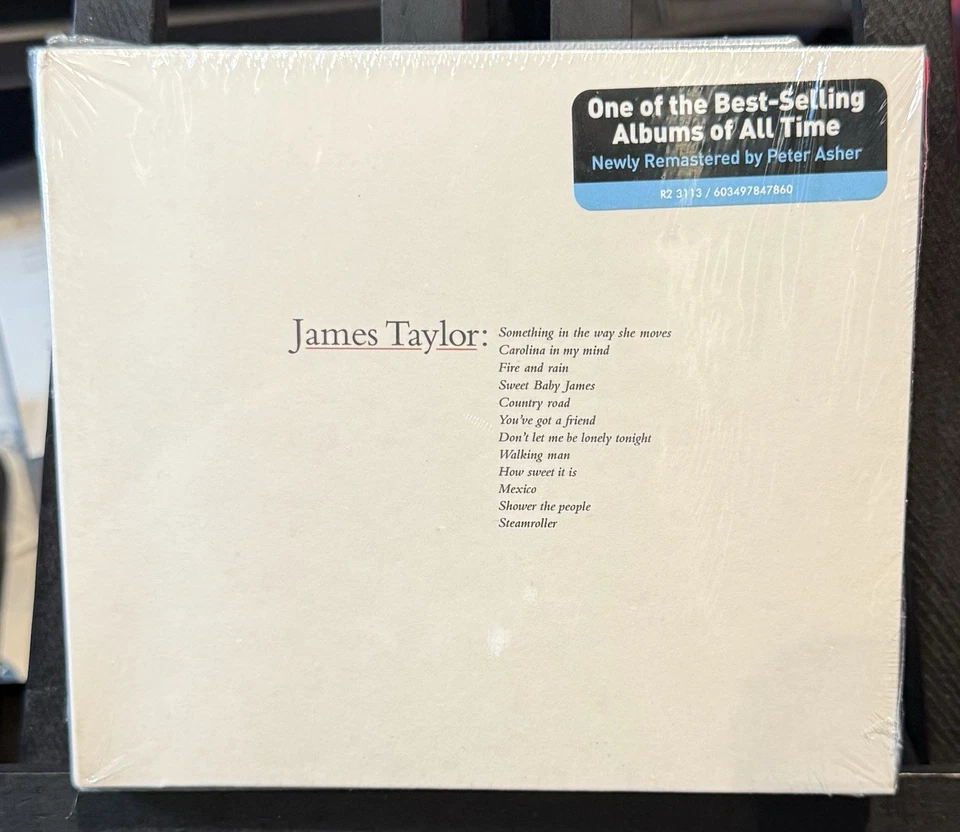 One of the Best-Selling
Albums of All Time
Newly Remastered by Peter Asher
R2 3113 / 603497847860
James Taylor:
Something in the way she moves
Carolina in my mind
Fire and rain
Sweet Baby James
Country road
You've got a friend
Don't let me be lonely tonight
Walking man
How sweet it is
Mexico
Shower the people
Steamroller